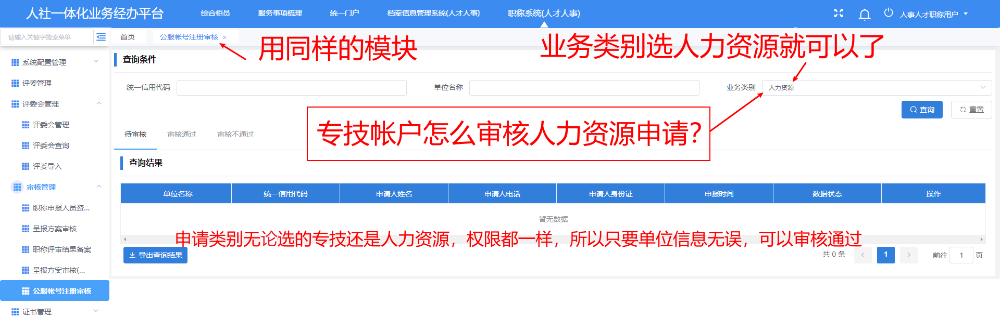 人社一体化业务经办平台
综合柜员
服务事项梳理
统一门户
档案信息管理系统(人才人事)
职称系统(人才人事)
人事人才职称用户
请输入关键字搜索菜单
首页
公服帐号注册审核 ×
用同样的模块
业务类别选人力资源就可以了
系统配置管理
评委管理
评委会管理
评委会管理
评委会查询
评委导入
审核管理
职称申报人员资...
呈报方案审核
职称评审结果备案
呈报方案审核(...
公服帐号注册审核
证书管理
查询条件
统一信用代码
单位名称
业务类别
人力资源
查询
重置
专技帐户怎么审核人力资源申请?
待审核
审核通过
审核不通过
查询结果
单位名称
统一信用代码
申请人姓名
申请人电话
申请人身份证
申报时间
数据状态
操作
暂无数据
申请类别无论选的专技还是人力资源，权限都一样，所以只要单位信息无误，可以审核通过
导出查询结果
共 0 条
1
前往
1
页